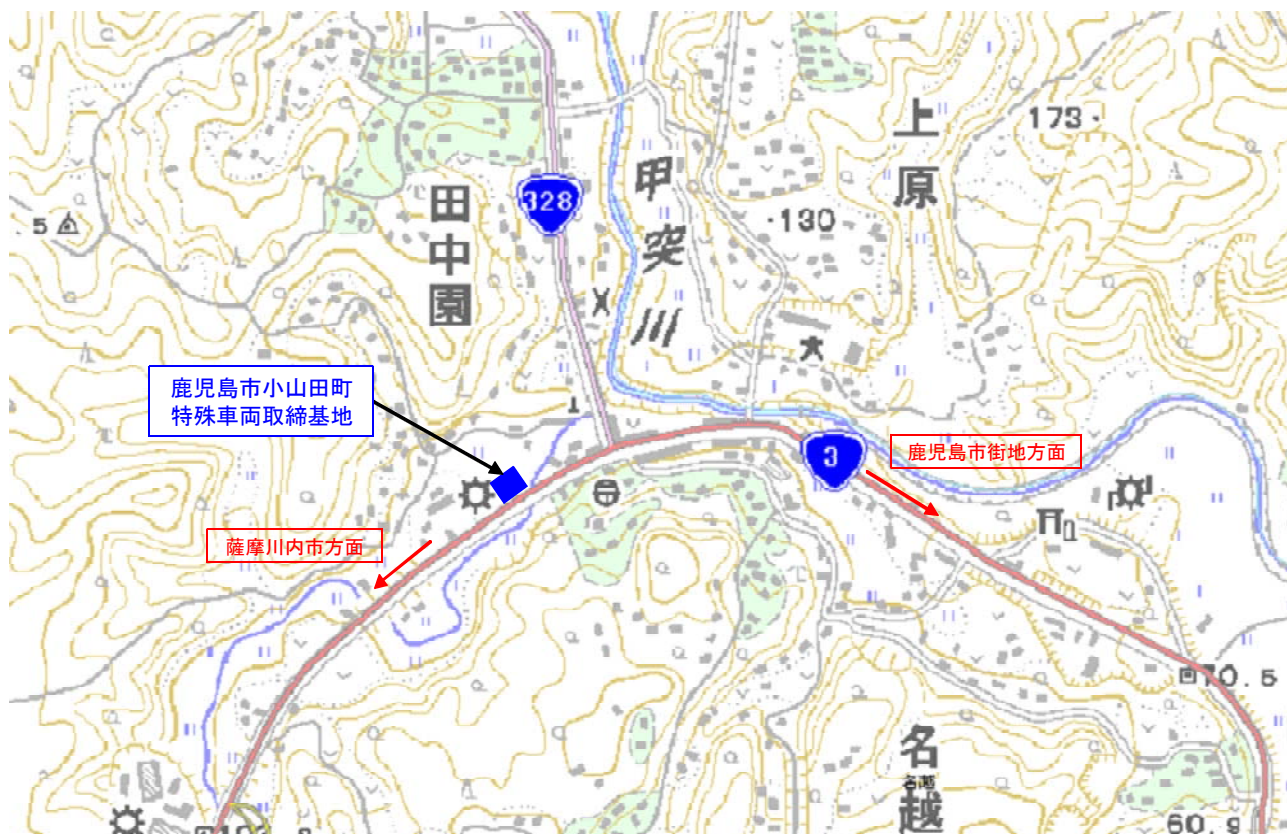 上原
173
甲突川
328
田中園
130
5
鹿児島市小山田町
特殊車両取締基地
3
鹿児島市街地方面
薩摩川内市方面
70.5
名越
名越
60.9